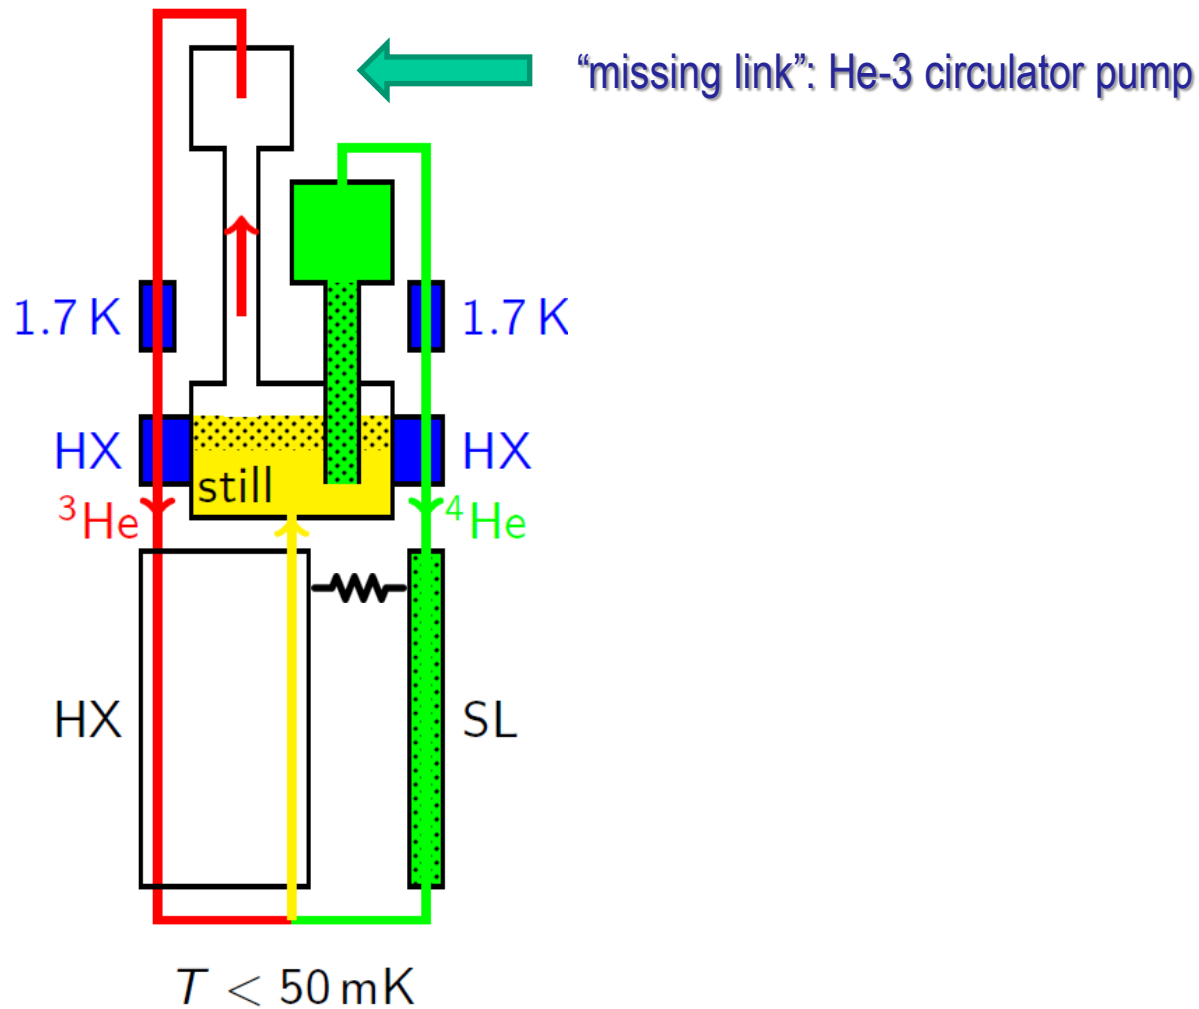 “missing link”: He-3 circulator pump
1.7 K
1.7 K
HX
HX
still
³He
⁴He
HX
SL
T < 50 mK